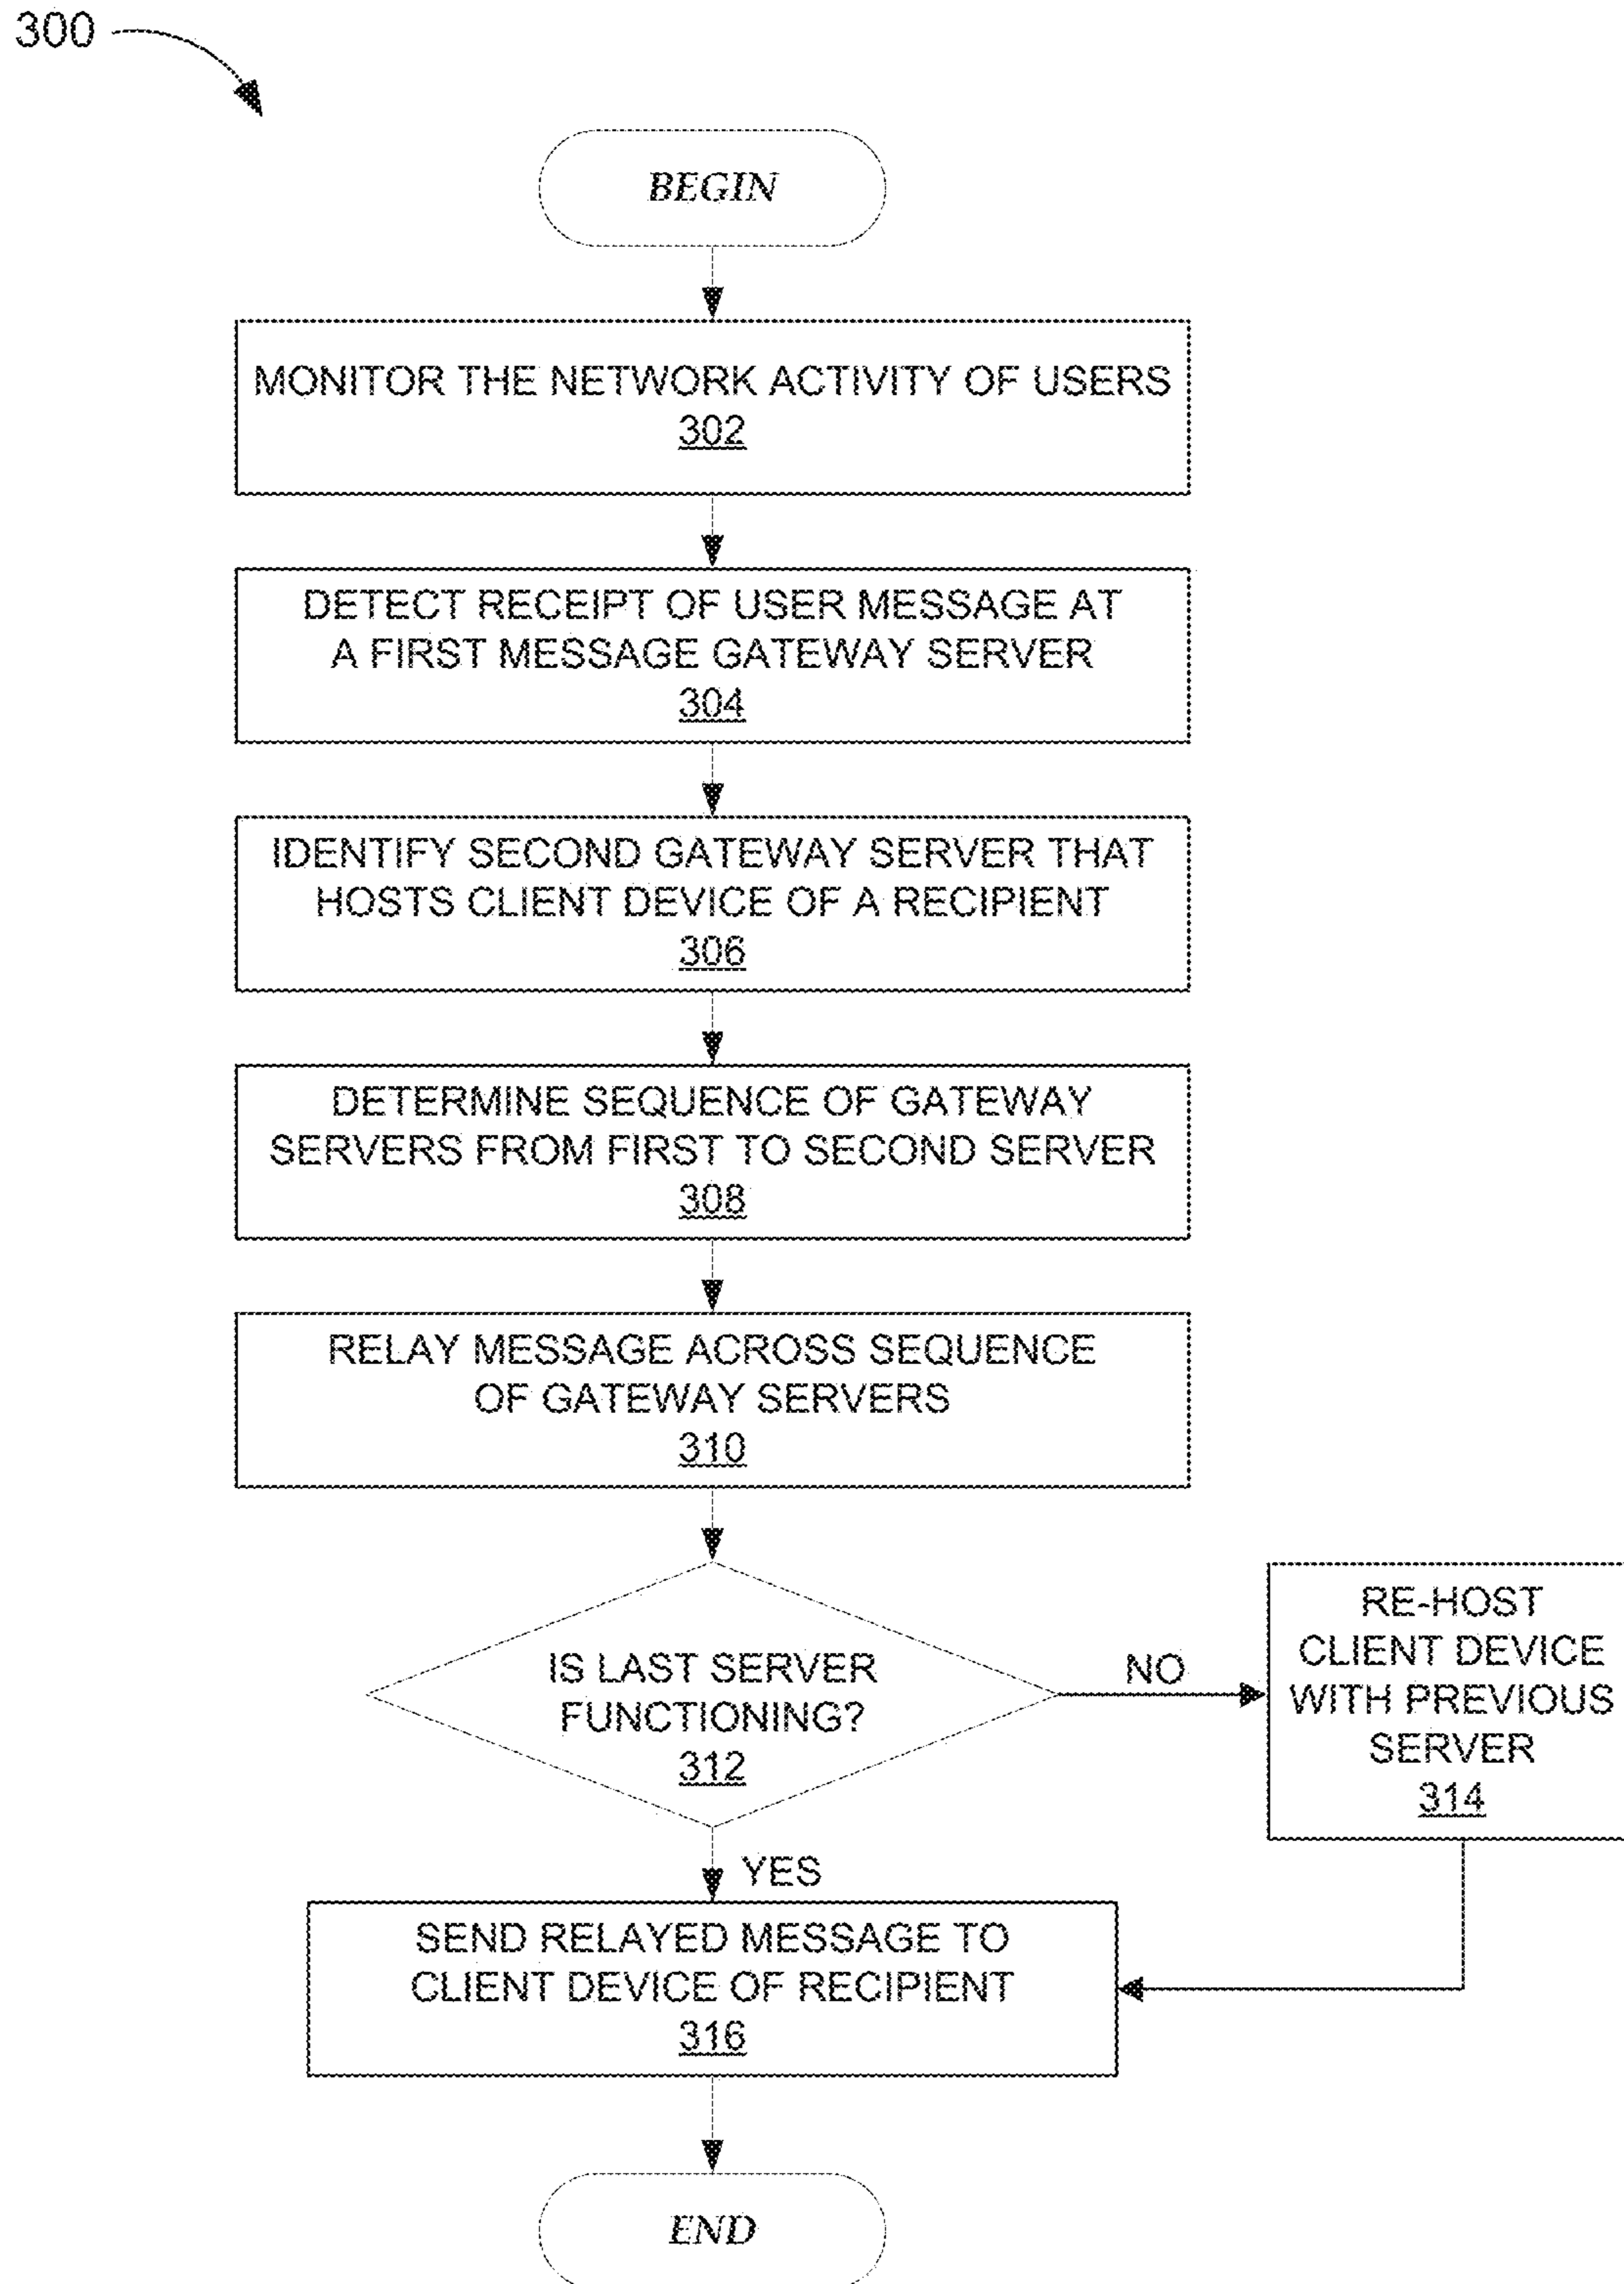 300
BEGIN
MONITOR THE NETWORK ACTIVITY OF USERS
302
DETECT RECEIPT OF USER MESSAGE AT
A FIRST MESSAGE GATEWAY SERVER
304
IDENTIFY SECOND GATEWAY SERVER THAT
HOSTS CLIENT DEVICE OF A RECIPIENT
306
DETERMINE SEQUENCE OF GATEWAY
SERVERS FROM FIRST TO SECOND SERVER
308
RELAY MESSAGE ACROSS SEQUENCE
OF GATEWAY SERVERS
310
IS LAST SERVER
FUNCTIONING?
312
NO
RE-HOST
CLIENT DEVICE
WITH PREVIOUS
SERVER
314
YES
SEND RELAYED MESSAGE TO
CLIENT DEVICE OF RECIPIENT
316
END